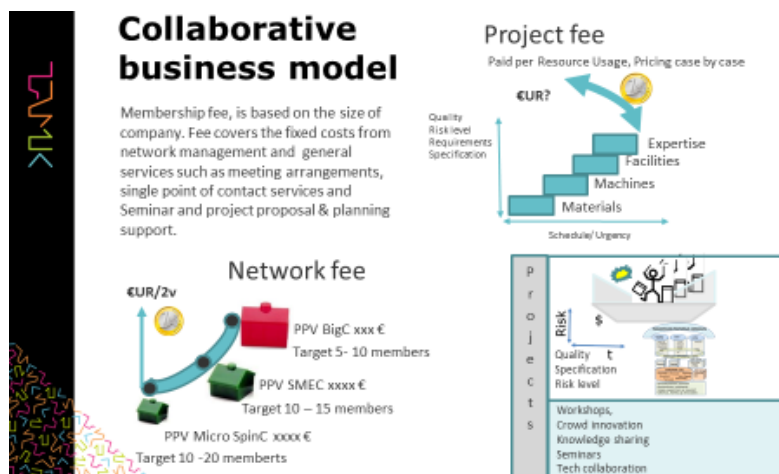 TAMK
Collaborative
business model
Membership fee, is based on the size of
company. Fee covers the fixed costs from
network management and general
services such as meeting arrangements,
single point of contact services and
Seminar and project proposal & planning
support.
Network fee
€UR/2v
PPV BigC xxx €
Target 5- 10 members
PPV SMEC xxxx €
Target 10 – 15 members
PPV Micro SpinC xxxx €
Target 10 -20 memberts
Project fee
Paid per Resource Usage, Pricing case by case
€UR?
Quality
Risk level
Requirements
Specification
Expertise
Facilities
Machines
Materials
Schedule/ Urgency
Projects
Risk
$
t
Quality
Specification
Risk level
Workshops,
Crowd innovation
Knowledge sharing
Seminars
Tech collaboration